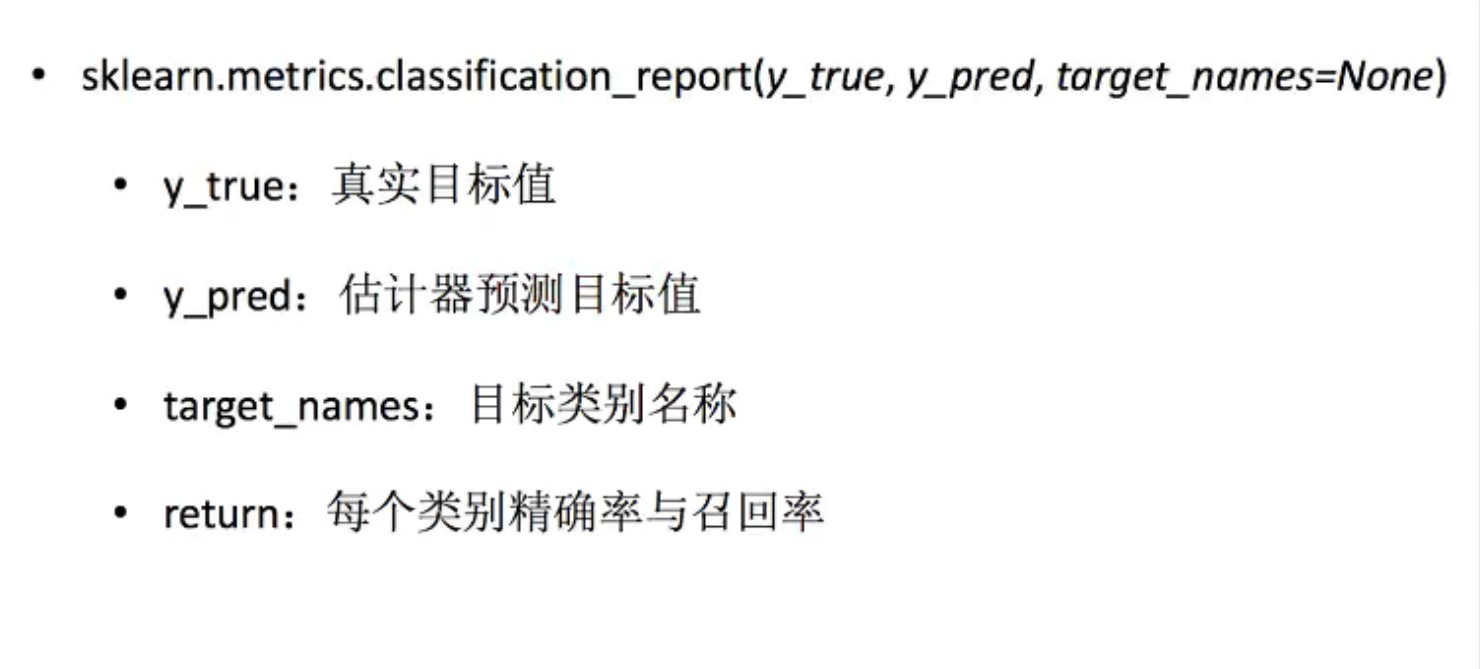 • sklearn.metrics.classification_report(y_true, y_pred, target_names=None)
• y_true：真实目标值
• y_pred：估计器预测目标值
• target_names：目标类别名称
• return：每个类别精确率与召回率